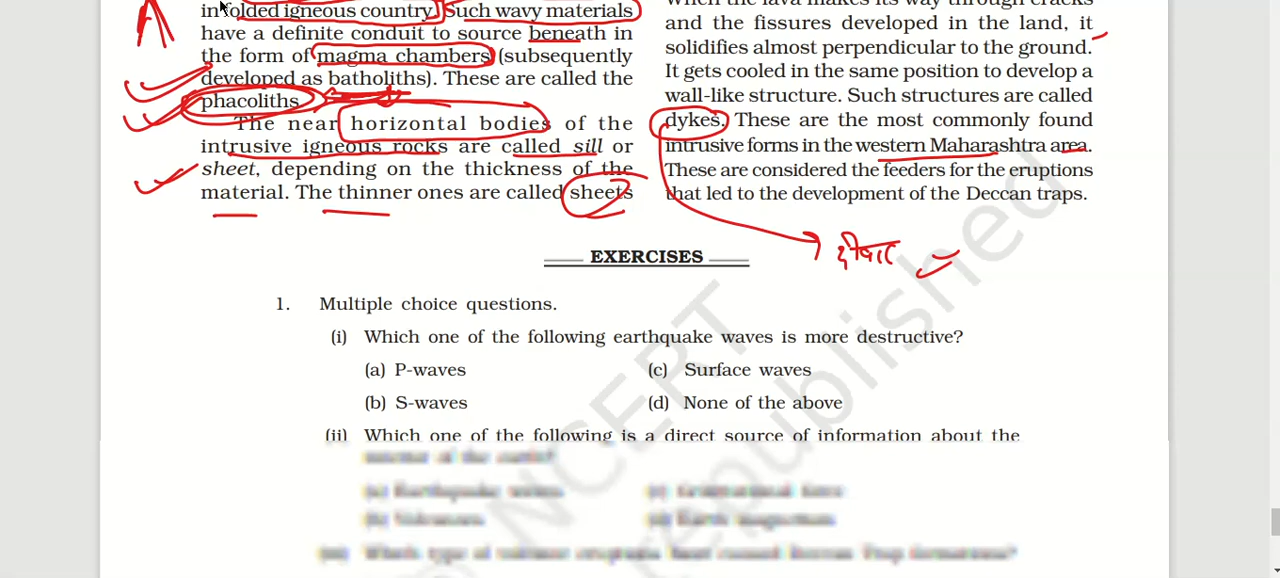 infolded igneous country. Such wavy materials
have a definite conduit to source beneath in
the form of magma chambers (subsequently
developed as batholiths). These are called the
phacoliths.
The near horizontal bodies of the
intrusive igneous rocks are called sill or
sheet, depending on the thickness of the
material. The thinner ones are called sheets
and the fissures developed in the land, it
solidifies almost perpendicular to the ground.
It gets cooled in the same position to develop a
wall-like structure. Such structures are called
dykes. These are the most commonly found
intrusive forms in the western Maharashtra area.
These are considered the feeders for the eruptions
that led to the development of the Deccan traps.
दीवार
EXERCISES
1. Multiple choice questions.
(i) Which one of the following earthquake waves is more destructive?
(a) P-waves (c) Surface waves
(b) S-waves (d) None of the above
(ii) Which one of the following is a direct source of information about the
NCERT
republished